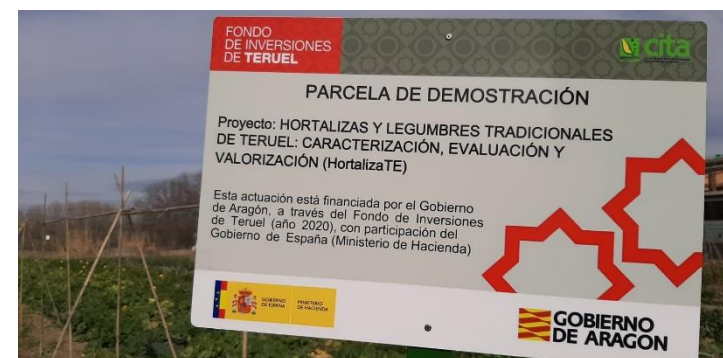 FONDO
DE INVERSIONES
DE TERUEL
cita
PARCELA DE DEMOSTRACIÓN
Proyecto: HORTALIZAS Y LEGUMBRES TRADICIONALES
DE TERUEL: CARACTERIZACIÓN, EVALUACIÓN Y
VALORIZACIÓN (HortalizaTE)
Esta actuación está financiada por el Gobierno
de Aragón, a través del Fondo de Inversiones
de Teruel (año 2020), con participación del
Gobierno de España (Ministerio de Hacienda)
GOBIERNO
DE ESPAÑA
MINISTERIO
DE HACIENDA
GOBIERNO
DE ARAGON